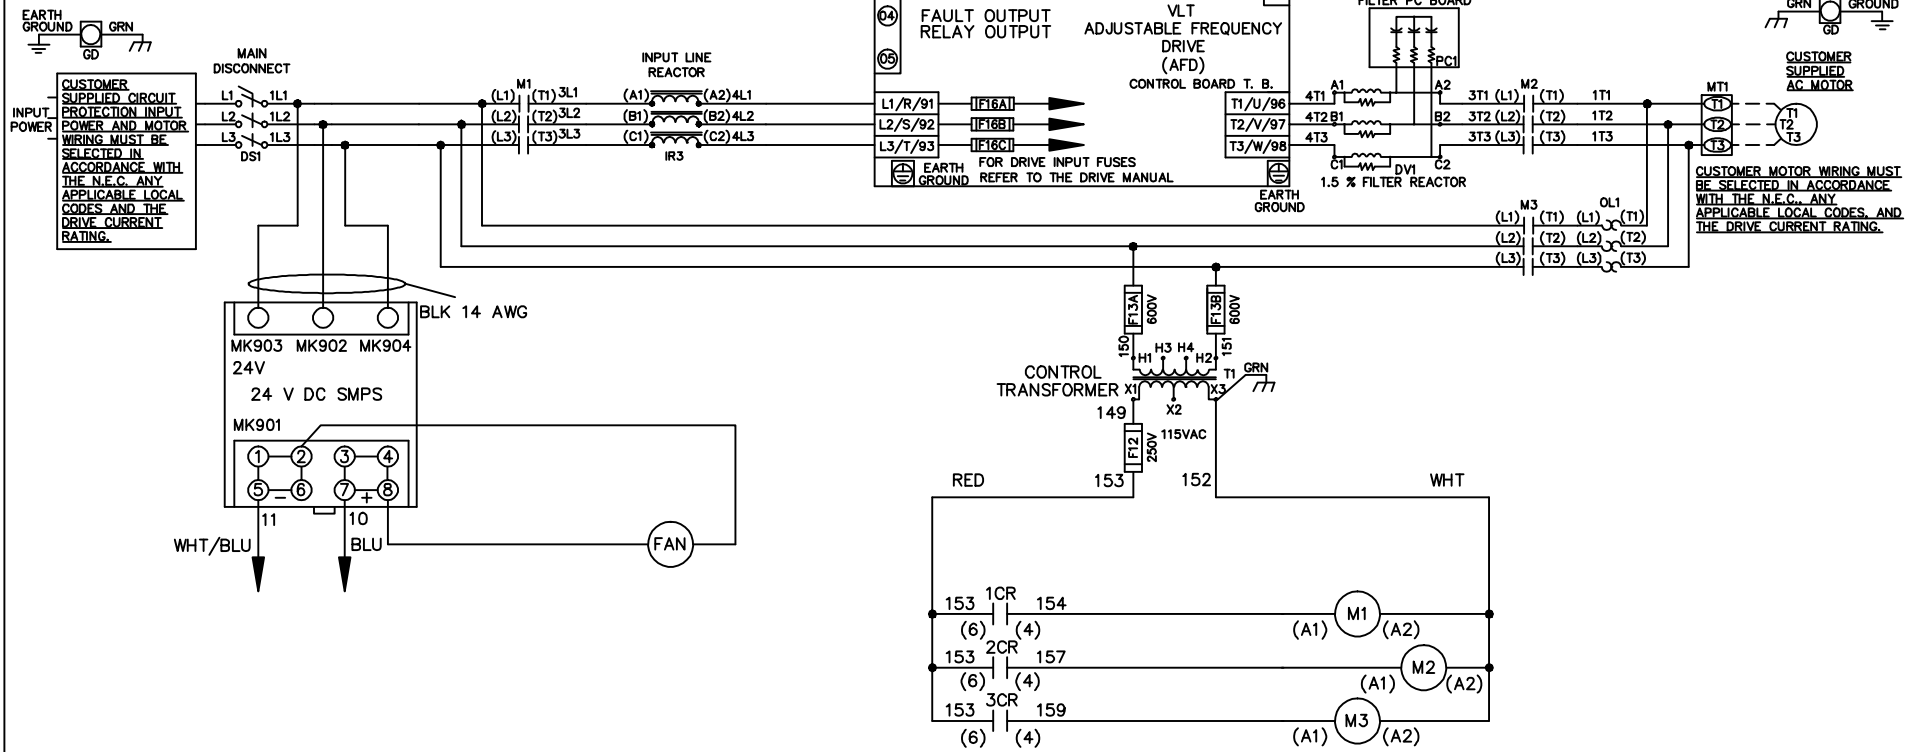 EARTH
GROUND
GRN
GD
MAIN
DISCONNECT
CUSTOMER
SUPPLIED CIRCUIT
PROTECTION INPUT
POWER AND MOTOR
WIRING MUST BE
SELECTED IN
ACCORDANCE WITH
THE N.E.C. ANY
APPLICABLE LOCAL
CODES AND THE
DRIVE CURRENT
RATING.
INPUT
POWER
L1 1L1
L2 1L2
L3 1L3
DS1
M1
(L1) (T1) 3L1
(L2) (T2) 3L2
(L3) (T3) 3L3
INPUT LINE
REACTOR
(A1) (A2) 4L1
(B1) (B2) 4L2
(C1) (C2) 4L3
IR3
04
05
FAULT OUTPUT
RELAY OUTPUT
VLT
ADJUSTABLE FREQUENCY
DRIVE
(AFD)
CONTROL BOARD T. B.
L1/R/91 F16A
L2/S/92 F16B
L3/T/93 F16C
EARTH
GROUND
FOR DRIVE INPUT FUSES
REFER TO THE DRIVE MANUAL
T1/U/96
T2/V/97
T3/W/98
EARTH
GROUND
FILTER PC BOARD
PC1
4T1 A1 A2
4T2 B1 B2
4T3 C1 C2
DV1
1.5 % FILTER REACTOR
M2
3T1 (L1) (T1) 1T1
3T2 (L2) (T2) 1T2
3T3 (L3) (T3) 1T3
GRN
GROUND
GD
CUSTOMER
SUPPLIED
AC MOTOR
MT1
T1
T2
T3
T1
T2
T3
CUSTOMER MOTOR WIRING MUST
BE SELECTED IN ACCORDANCE
WITH THE N.E.C., ANY
APPLICABLE LOCAL CODES, AND
THE DRIVE CURRENT RATING.
M3 OL1
(L1) (T1) (L1) (T1)
(L2) (T2) (L2) (T2)
(L3) (T3) (L3) (T3)
BLK 14 AWG
MK903 MK902 MK904
24V
24 V DC SMPS
MK901
1 2 3 4
5 - 6 7 + 8
11 10
WHT/BLU BLU
FAN
F13A 600V
F13B 600V
150
151
H1 H3 H4 H2
CONTROL
TRANSFORMER
T1
GRN
X1 X2 X3
149
F12 250V
115VAC
153 152
RED WHT
1CR
153 154
(6) (4)
M1
(A1) (A2)
2CR
153 157
(6) (4)
M2
(A1) (A2)
3CR
153 159
(6) (4)
M3
(A1) (A2)